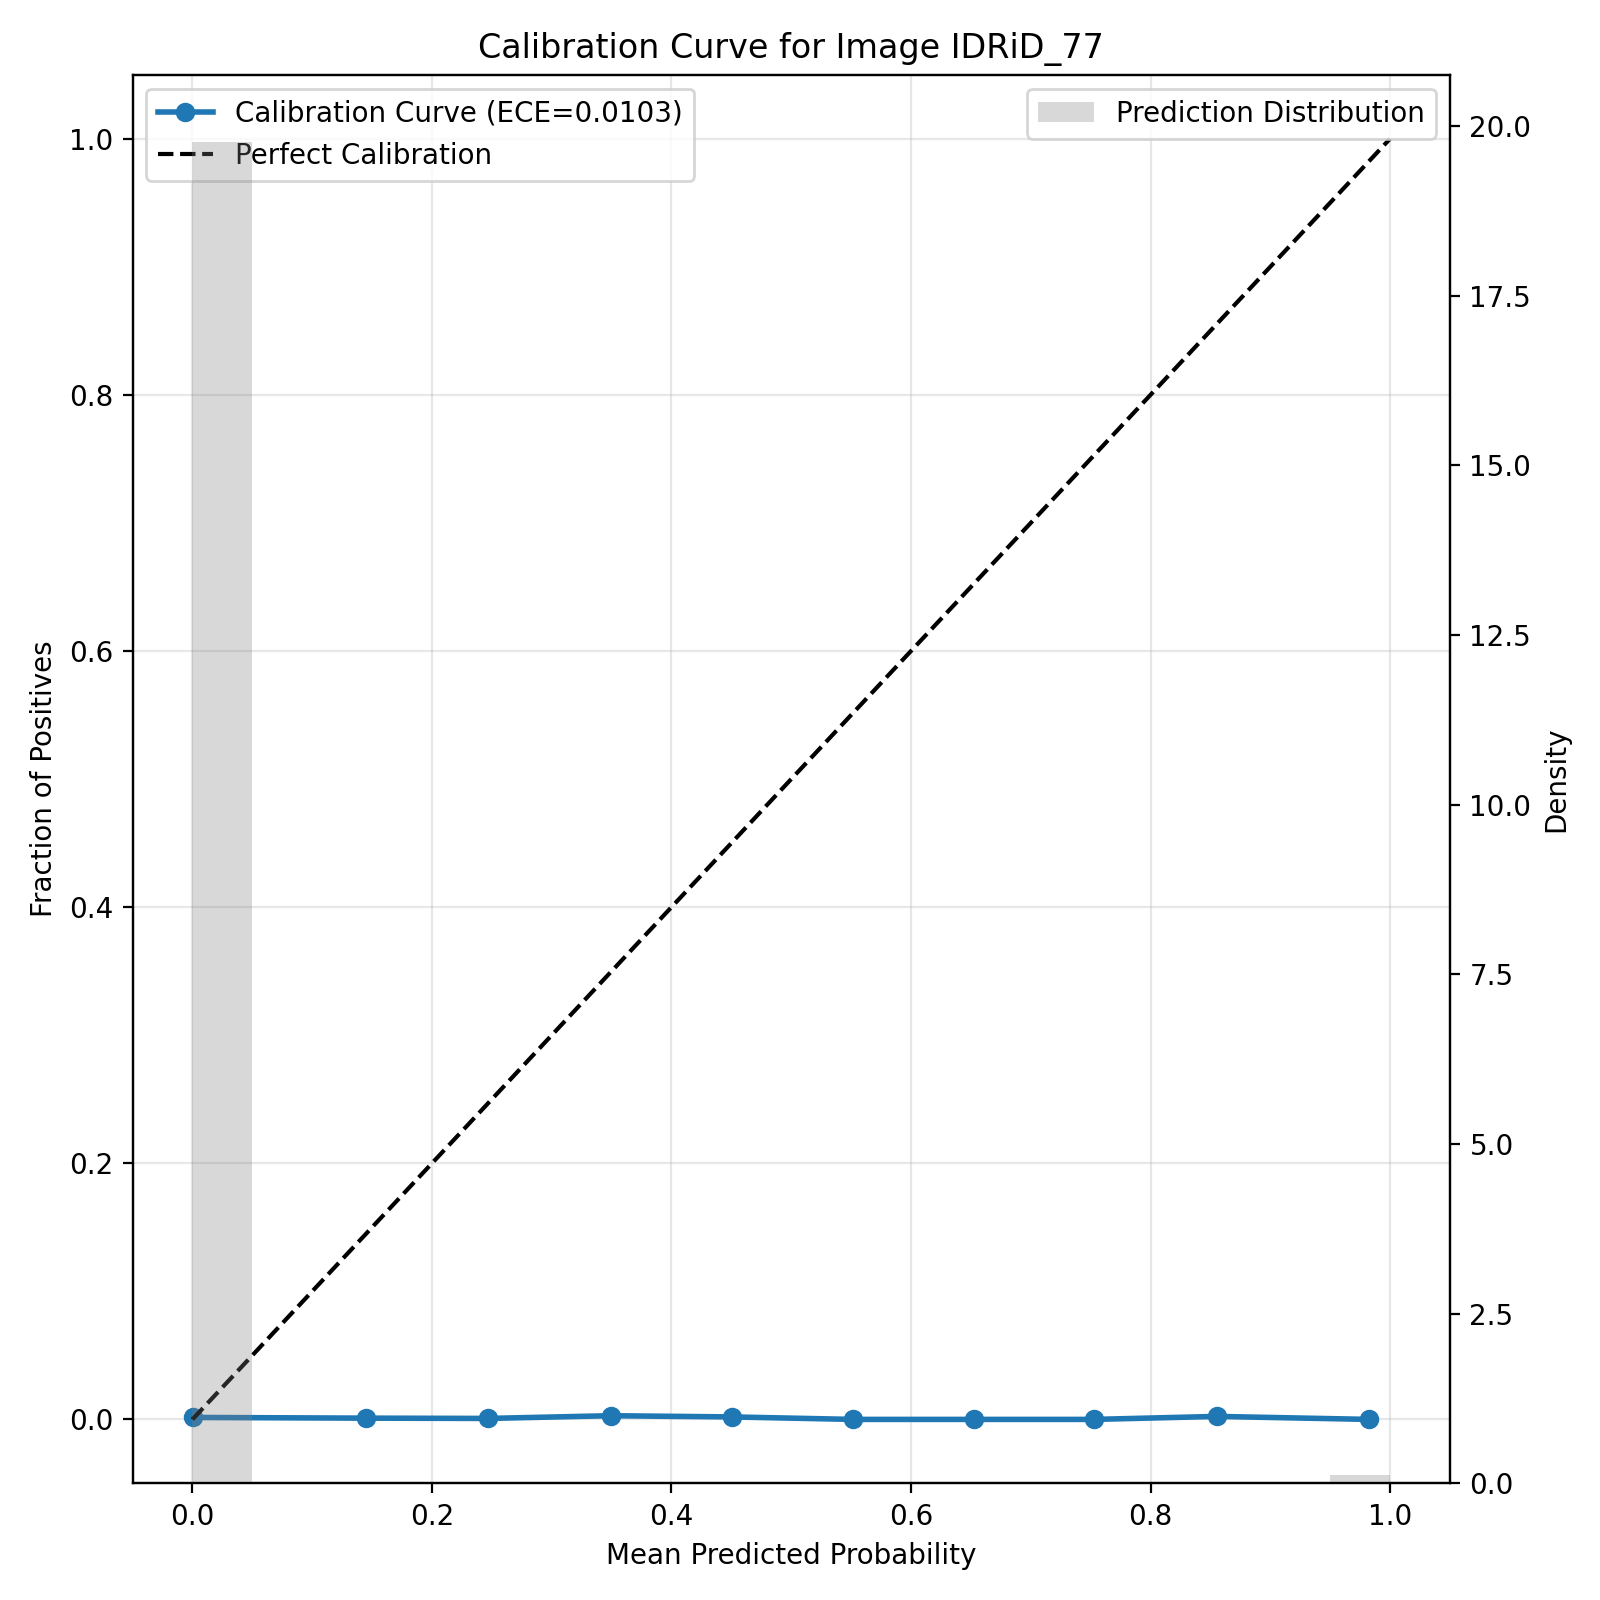 Calibration Curve for Image IDRiD_77
Calibration Curve (ECE=0.0103)
Perfect Calibration
Prediction Distribution
Fraction of Positives
1.0
0.8
0.6
0.4
0.2
0.0
20.0
17.5
15.0
12.5
10.0
7.5
5.0
2.5
0.0
Density
0.0 0.2 0.4 0.6 0.8 1.0
Mean Predicted Probability